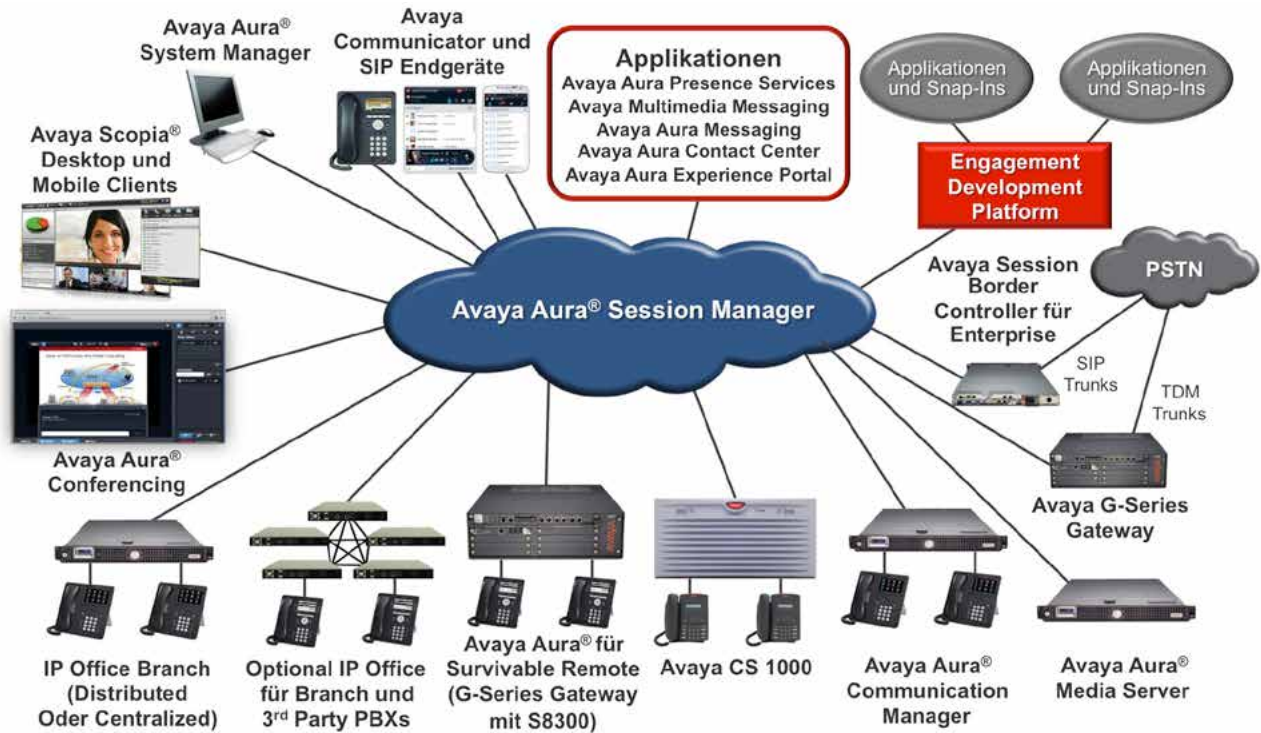 Avaya Aura®
System Manager
Avaya
Communicator und
SIP Endgeräte
Applikationen
Avaya Aura Presence Services
Avaya Multimedia Messaging
Avaya Aura Messaging
Avaya Aura Contact Center
Avaya Aura Experience Portal
Applikationen
und Snap-Ins
Applikationen
und Snap-Ins
Engagement
Development
Platform
Avaya Scopia®
Desktop und
Mobile Clients
Avaya Aura® Session Manager
Avaya Session
Border
Controller für
Enterprise
PSTN
SIP
Trunks
TDM
Trunks
Avaya Aura®
Conferencing
Avaya G-Series
Gateway
IP Office Branch
(Distributed
Oder Centralized)
Optional IP Office
für Branch und
3rd Party PBXs
Avaya Aura® für
Survivable Remote
(G-Series Gateway
mit S8300)
Avaya CS 1000
Avaya Aura®
Communication
Manager
Avaya Aura®
Media Server